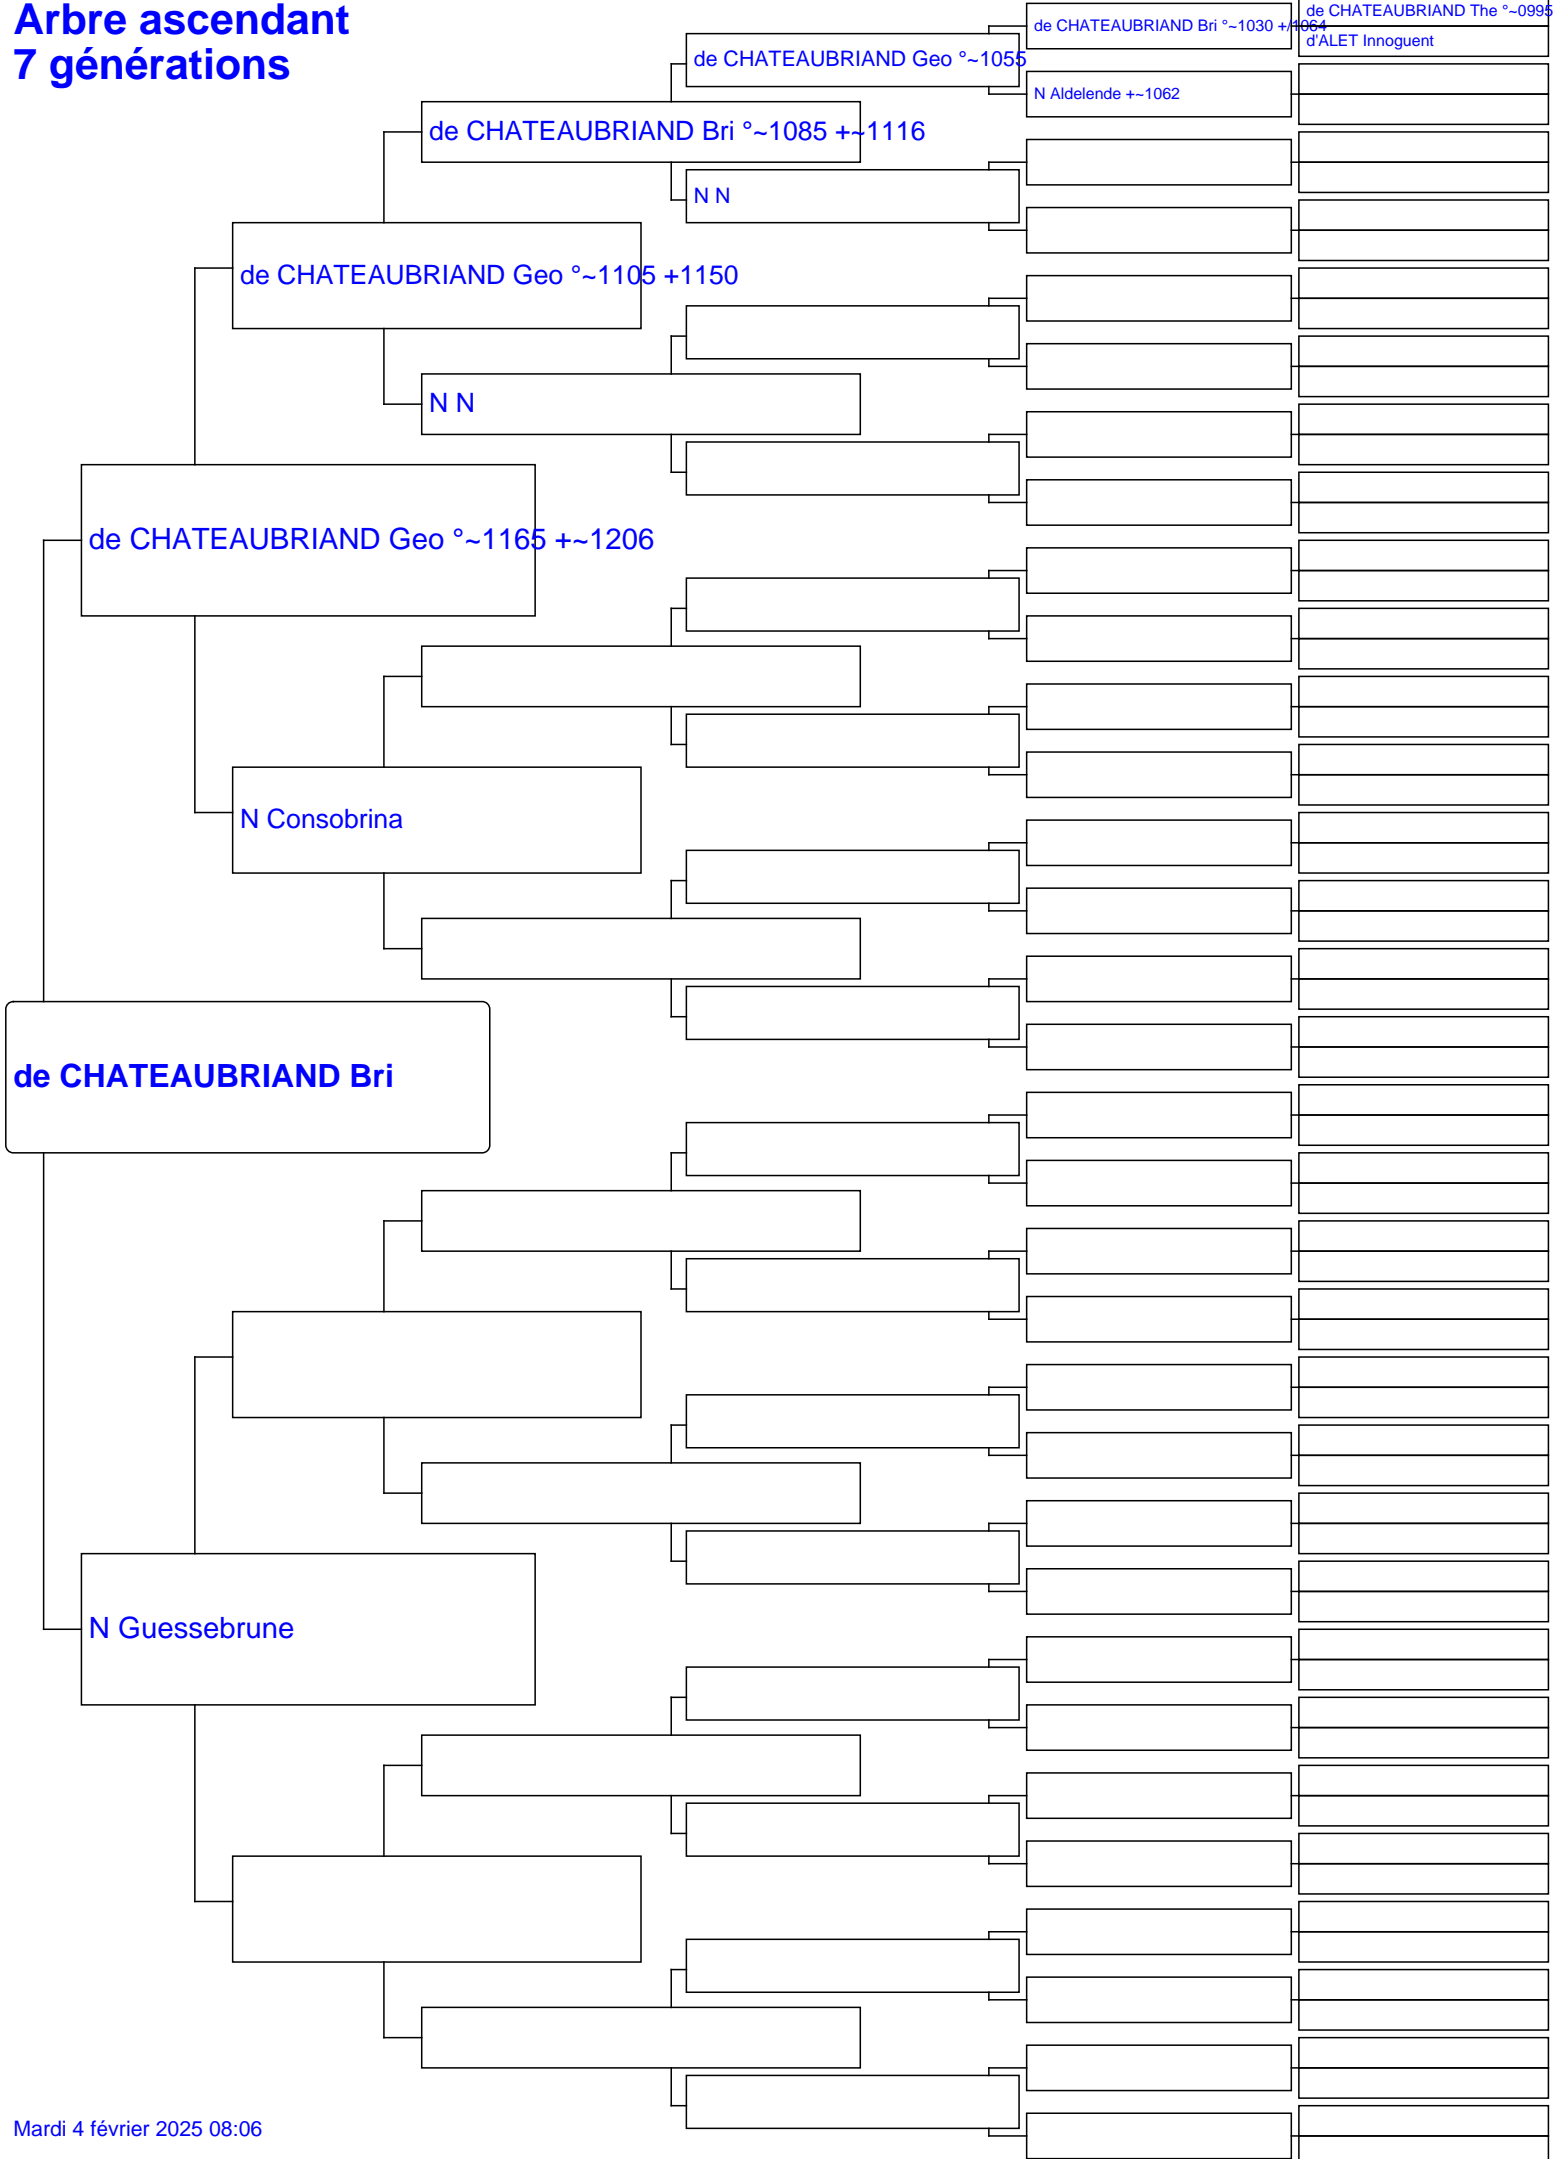 Arbre ascendant
7 générations
de CHATEAUBRIAND The °~0995
de CHATEAUBRIAND Bri °~1030 +/1064
d'ALET Innoguent
de CHATEAUBRIAND Geo °~1055
N Aldelende +~1062
de CHATEAUBRIAND Bri °~1085 +~1116
N N
de CHATEAUBRIAND Geo °~1105 +1150
N N
de CHATEAUBRIAND Geo °~1165 +~1206
N Consobrina
de CHATEAUBRIAND Bri
N Guessebrune
Mardi 4 février 2025 08:06